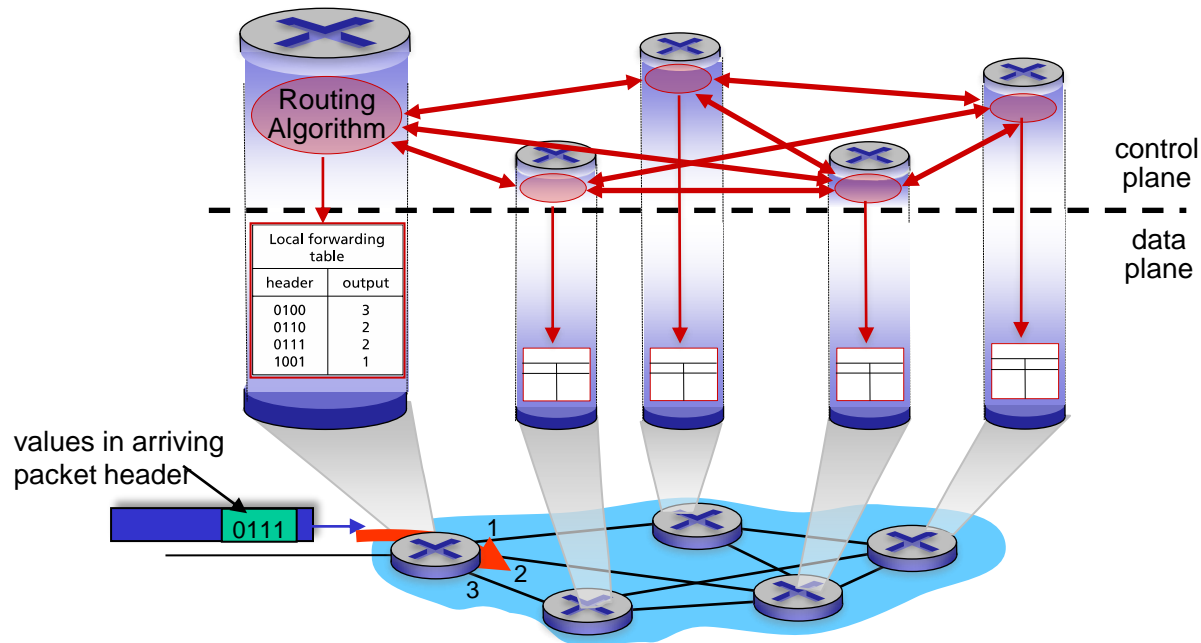 Routing
Algorithm
control
plane
data
plane
Local forwarding
table
header output
0100 3
0110 2
0111 2
1001 1
values in arriving
packet header
0111
1
2
3